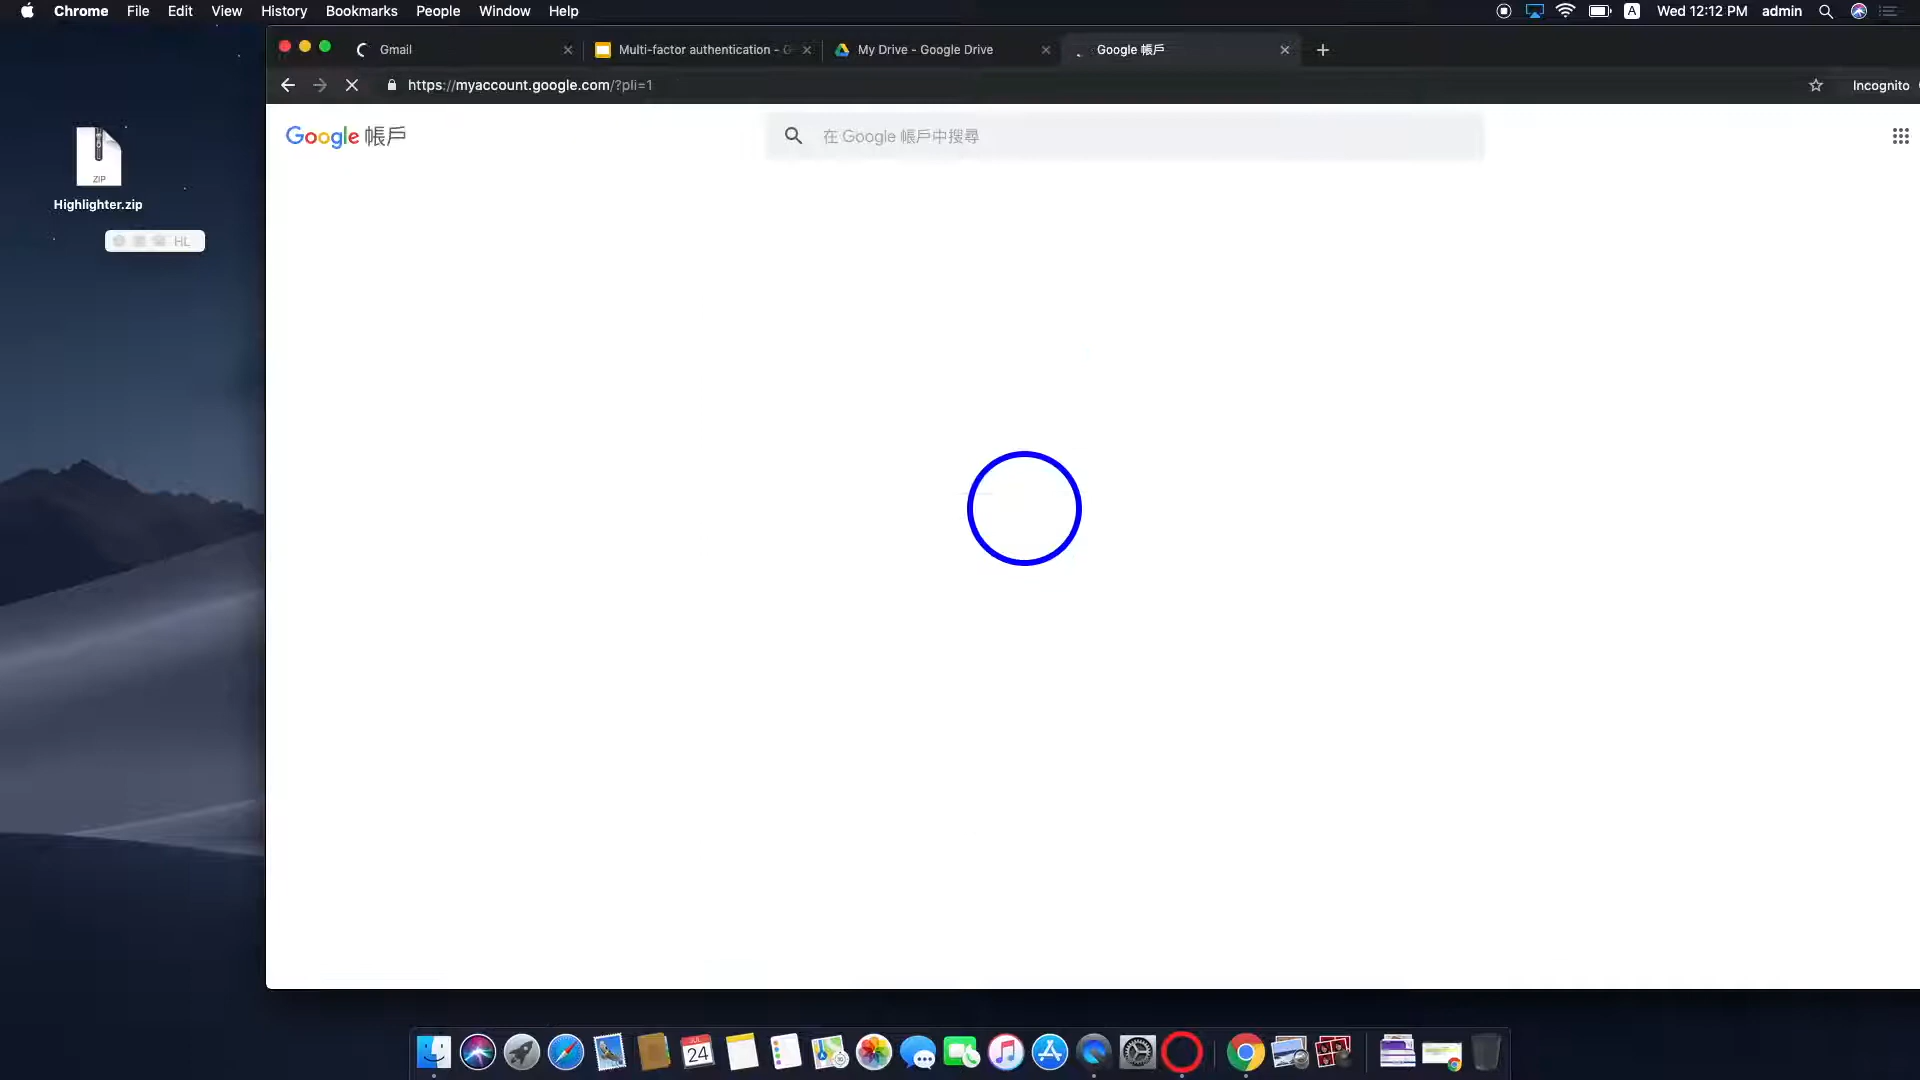 Chrome File Edit View History Bookmarks People Window Help
A Wed 12:12 PM admin
Gmail Multi-factor authentication - My Drive - Google Drive Google 帳戶
https://myaccount.google.com/?pli=1 Incognito
Google 帳戶 在 Google 帳戶中搜尋
ZIP
Highlighter.zip
HL
JUL
24